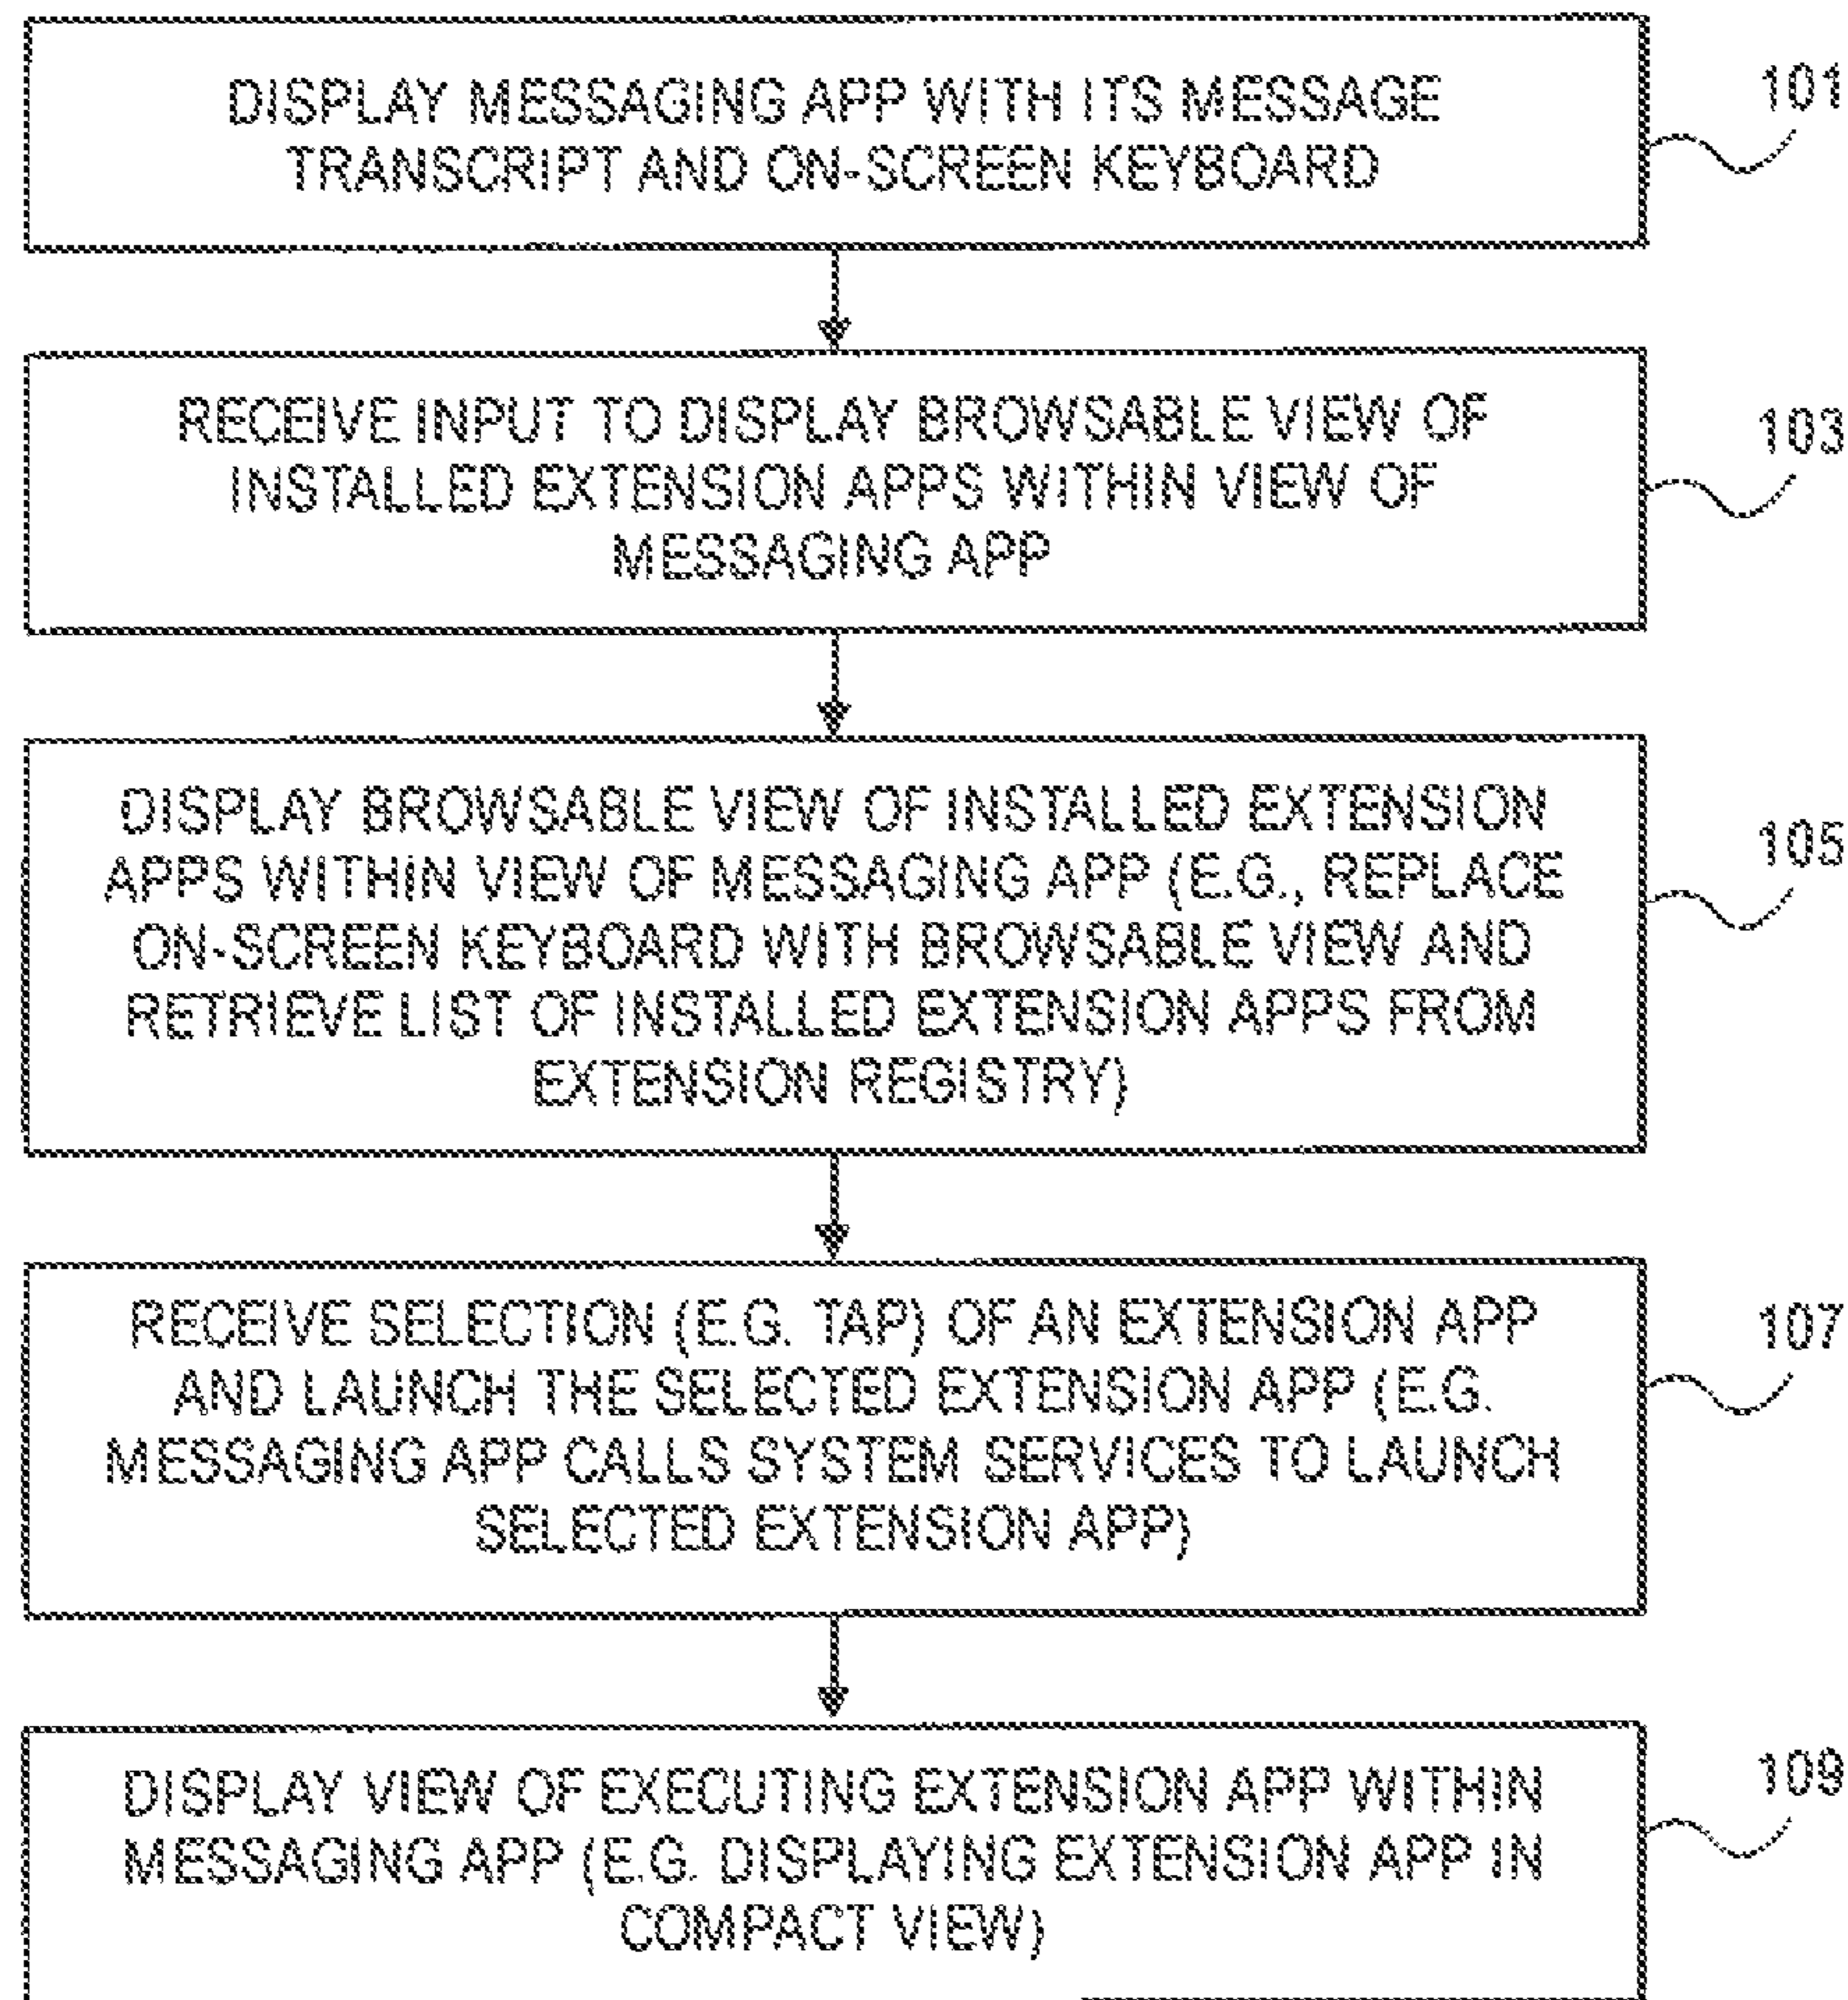 DISPLAY MESSAGING APP WITH ITS MESSAGE
TRANSCRIPT AND ON-SCREEN KEYBOARD
101
RECEIVE INPUT TO DISPLAY BROWSABLE VIEW OF
INSTALLED EXTENSION APPS WITHIN VIEW OF
MESSAGING APP
103
DISPLAY BROWSABLE VIEW OF INSTALLED EXTENSION
APPS WITHIN VIEW OF MESSAGING APP (E.G., REPLACE
ON-SCREEN KEYBOARD WITH BROWSABLE VIEW AND
RETRIEVE LIST OF INSTALLED EXTENSION APPS FROM
EXTENSION REGISTRY)
105
RECEIVE SELECTION (E.G. TAP) OF AN EXTENSION APP
AND LAUNCH THE SELECTED EXTENSION APP (E.G.
MESSAGING APP CALLS SYSTEM SERVICES TO LAUNCH
SELECTED EXTENSION APP)
107
DISPLAY VIEW OF EXECUTING EXTENSION APP WITHIN
MESSAGING APP (E.G. DISPLAYING EXTENSION APP IN
COMPACT VIEW)
109